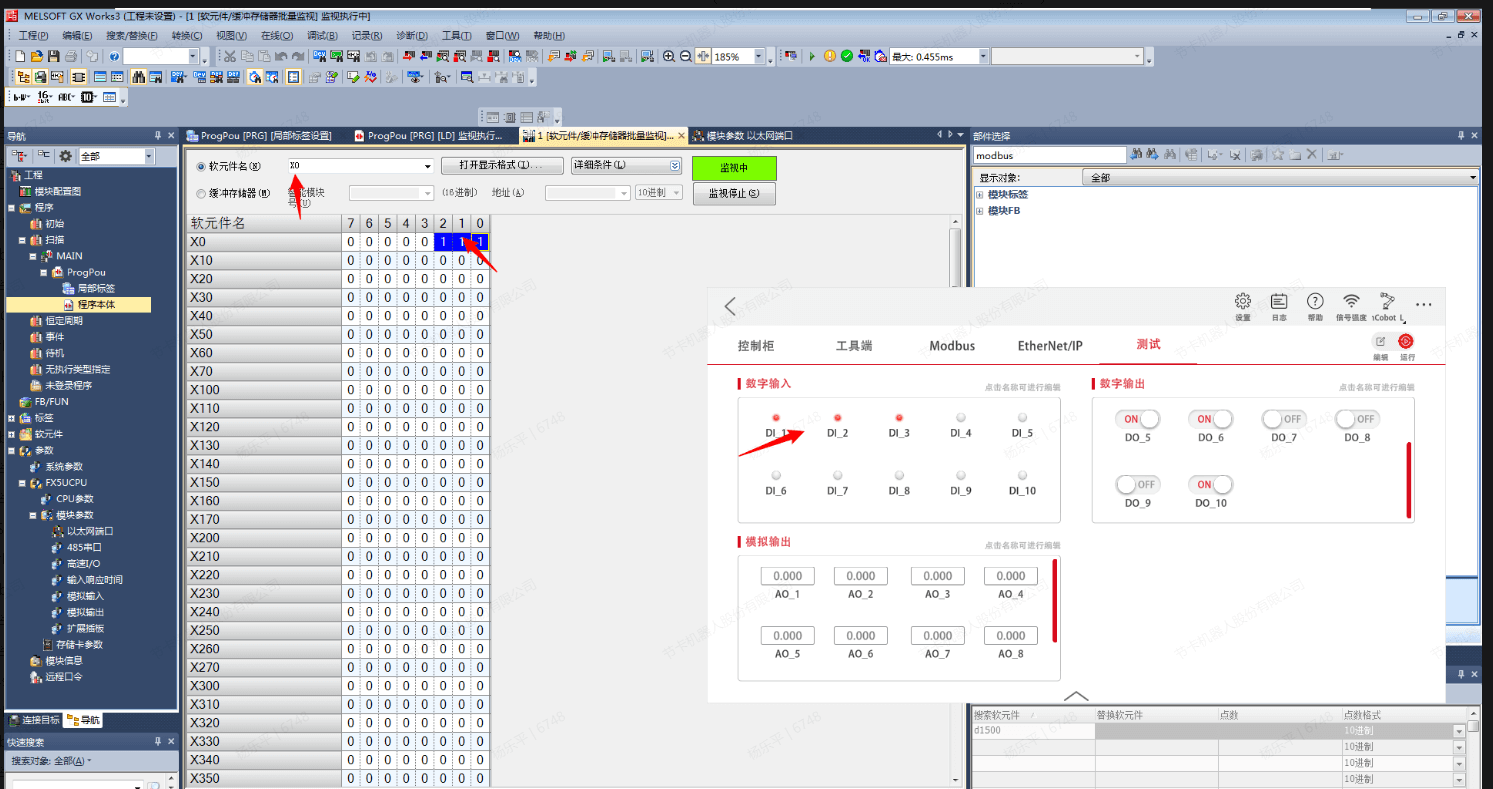 MELSOFT GX Works3 (工程未设置) - [1 [软元件/缓冲存储器批量监视] 监视执行中]
工程(P) 编辑(E) 搜索/替换(F) 转换(C) 视图(V) 在线(O) 调试(B) 记录(R) 诊断(D) 工具(T) 窗口(W) 帮助(H)
185% 最大: 0.455ms
导航
ProgPou [PRG] [局部标签设置] ProgPou [PRG] [LD] 监视执行... 1 [软元件/缓冲存储器批量监视]... 模块参数 以太网端口
部件选择
全部
工程
模块配置图
程序
初始
扫描
MAIN
ProgPou
局部标签
程序本体
恒定周期
事件
待机
无执行类型指定
未登录程序
FB/FUN
标签
软元件
参数
系统参数
FX5UCPU
CPU参数
模块参数
以太网端口
485串口
高速I/O
输入响应时间
模拟输入
模拟输出
扩展插板
存储卡参数
模块信息
远程口令
连接目标 导航
快速搜索
搜索对象: 全部(A)
软元件名(N) X0 打开显示格式(I)... 详细条件(L) 监视中
缓冲存储器(M) (16进制) 地址(A) 10进制 监视停止(S)
软元件名 7 6 5 4 3 2 1 0
X0 0 0 0 0 0 1 1 1
X10 0 0 0 0 0 0 0 0
X20 0 0 0 0 0 0 0 0
X30 0 0 0 0 0 0 0 0
X40 0 0 0 0 0 0 0 0
X50 0 0 0 0 0 0 0 0
X60 0 0 0 0 0 0 0 0
X70 0 0 0 0 0 0 0 0
X100 0 0 0 0 0 0 0 0
X110 0 0 0 0 0 0 0 0
X120 0 0 0 0 0 0 0 0
X130 0 0 0 0 0 0 0 0
X140 0 0 0 0 0 0 0 0
X150 0 0 0 0 0 0 0 0
X160 0 0 0 0 0 0 0 0
X170 0 0 0 0 0 0 0 0
X200 0 0 0 0 0 0 0 0
X210 0 0 0 0 0 0 0 0
X220 0 0 0 0 0 0 0 0
X230 0 0 0 0 0 0 0 0
X240 0 0 0 0 0 0 0 0
X250 0 0 0 0 0 0 0 0
X260 0 0 0 0 0 0 0 0
X270 0 0 0 0 0 0 0 0
X300 0 0 0 0 0 0 0 0
X310 0 0 0 0 0 0 0 0
X320 0 0 0 0 0 0 0 0
X330 0 0 0 0 0 0 0 0
X340 0 0 0 0 0 0 0 0
X350 0 0 0 0 0 0 0 0
modbus
显示对象: 全部
模块标签
模块FB
设置 日志 帮助 信号强度
控制柜 工具端 Modbus EtherNet/IP 测试
编辑 运行
数字输入 点击名称可进行编辑
DI_1 DI_2 DI_3 DI_4 DI_5
DI_6 DI_7 DI_8 DI_9 DI_10
数字输出 点击名称可进行编辑
ON ON OFF OFF
DO_5 DO_6 DO_7 DO_8
OFF ON
DO_9 DO_10
模拟输出 点击名称可进行编辑
0.000 0.000 0.000 0.000
AO_1 AO_2 AO_3 AO_4
0.000 0.000 0.000 0.000
AO_5 AO_6 AO_7 AO_8
搜索软元件 替换软元件 点数 点数格式
d1500 10进制
10进制
10进制
10进制